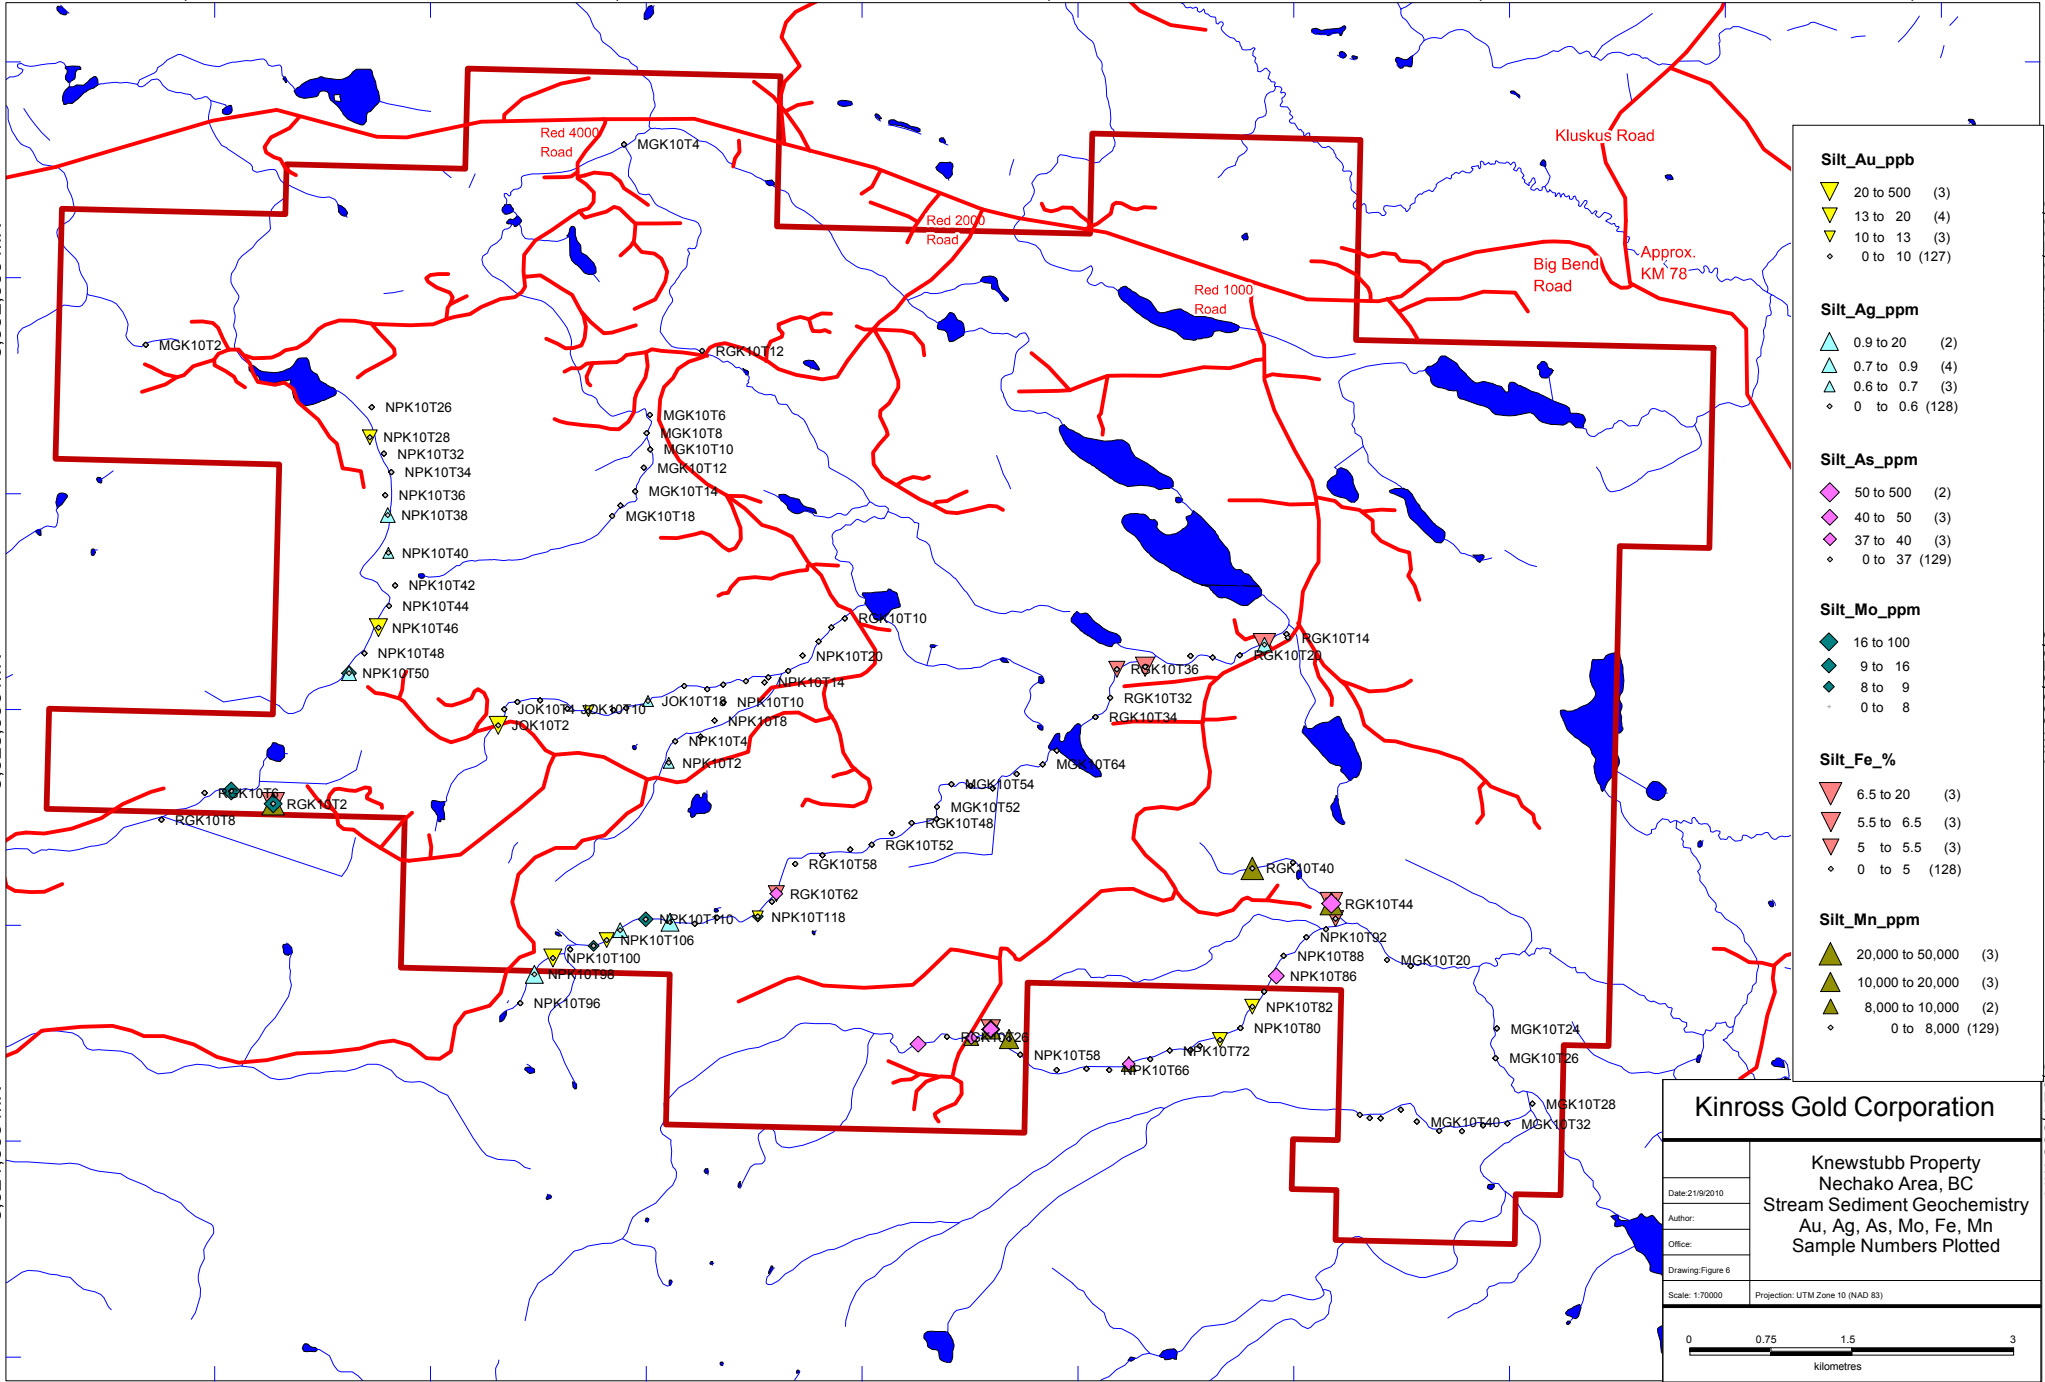 Red 4000
Road
MGK10T4
Kluskus Road
Red 2000
Road
Approx.
KM 78
Big Bend
Road
Red 1000
Road
MGK10T2
RGK10T12
NPK10T26
MGK10T6
NPK10T28
MGK10T8
NPK10T32
MGK10T10
NPK10T34
MGK10T12
NPK10T36
MGK10T14
NPK10T38
MGK10T18
NPK10T40
NPK10T42
NPK10T44
NPK10T46
RGK10T10
RGK10T14
NPK10T48
NPK10T20
RGK10T20
NPK10T50
NPK10T14
RGK10T36
JOK10T4
JOK10T10
JOK10T18
NPK10T10
RGK10T32
JOK10T2
NPK10T8
RGK10T34
NPK10T4
NPK10T2
MGK10T64
RGK10T6
RGK10T2
MGK10T54
RGK10T8
MGK10T52
RGK10T48
RGK10T52
RGK10T58
RGK10T40
RGK10T62
RGK10T44
NPK10T110
NPK10T118
NPK10T106
NPK10T92
NPK10T100
NPK10T88
MGK10T20
NPK10T98
NPK10T86
NPK10T96
NPK10T82
RGK10T26
NPK10T80
MGK10T24
NPK10T58
NPK10T72
MGK10T26
NPK10T66
MGK10T28
MGK10T40
MGK10T32
Silt_Au_ppb
20 to 500 (3)
13 to 20 (4)
10 to 13 (3)
0 to 10 (127)
Silt_Ag_ppm
0.9 to 20 (2)
0.7 to 0.9 (4)
0.6 to 0.7 (3)
0 to 0.6 (128)
Silt_As_ppm
50 to 500 (2)
40 to 50 (3)
37 to 40 (3)
0 to 37 (129)
Silt_Mo_ppm
16 to 100
9 to 16
8 to 9
0 to 8
Silt_Fe_%
6.5 to 20 (3)
5.5 to 6.5 (3)
5 to 5.5 (3)
0 to 5 (128)
Silt_Mn_ppm
20,000 to 50,000 (3)
10,000 to 20,000 (3)
8,000 to 10,000 (2)
0 to 8,000 (129)
Kinross Gold Corporation
Knewstubb Property
Nechako Area, BC
Stream Sediment Geochemistry
Au, Ag, As, Mo, Fe, Mn
Sample Numbers Plotted
Date:21/9/2010
Author:
Office:
Drawing:Figure 6
Scale: 1:70000
Projection: UTM Zone 10 (NAD 83)
0 0.75 1.5 3
kilometres